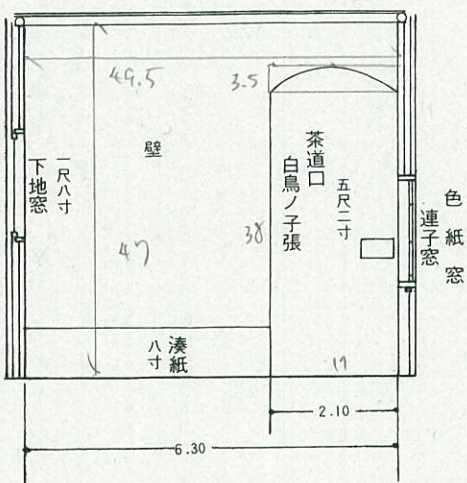 49.5
3.5
壁
下地窓
一尺八寸
茶道口
白鳥ノ子張
五尺二寸
色紙窓
連子窓
47
38
湊紙
八寸
17
2.10
6.30